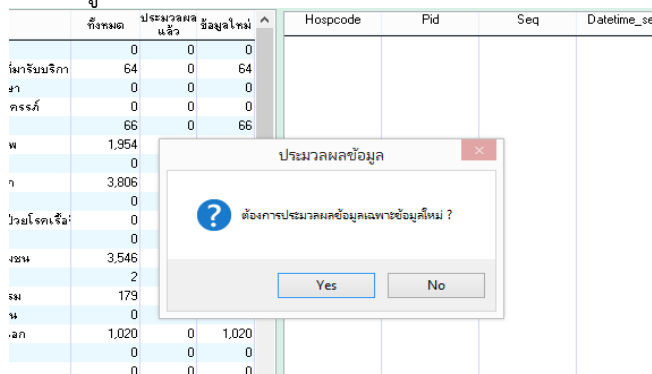 ทั้งหมด ประมวลผลแล้ว ข้อมูลใหม่ Hospcode Pid Seq Datetime_se
0 0 0
ที่มารับบริกา 64 0 64
ษา 0 0 0
ครรภ์ 0 0 0
66 0 66
พ 1,954
0
า 3,806
0
ป่วยโรคเรื้อ 0
0
มชน 3,546
2
รม 179
น 0
อก 1,020 0 1,020
0 0 0
0 0 0
ประมวลผลข้อมูล
ต้องการประมวลผลข้อมูลเฉพาะข้อมูลใหม่ ?
Yes No